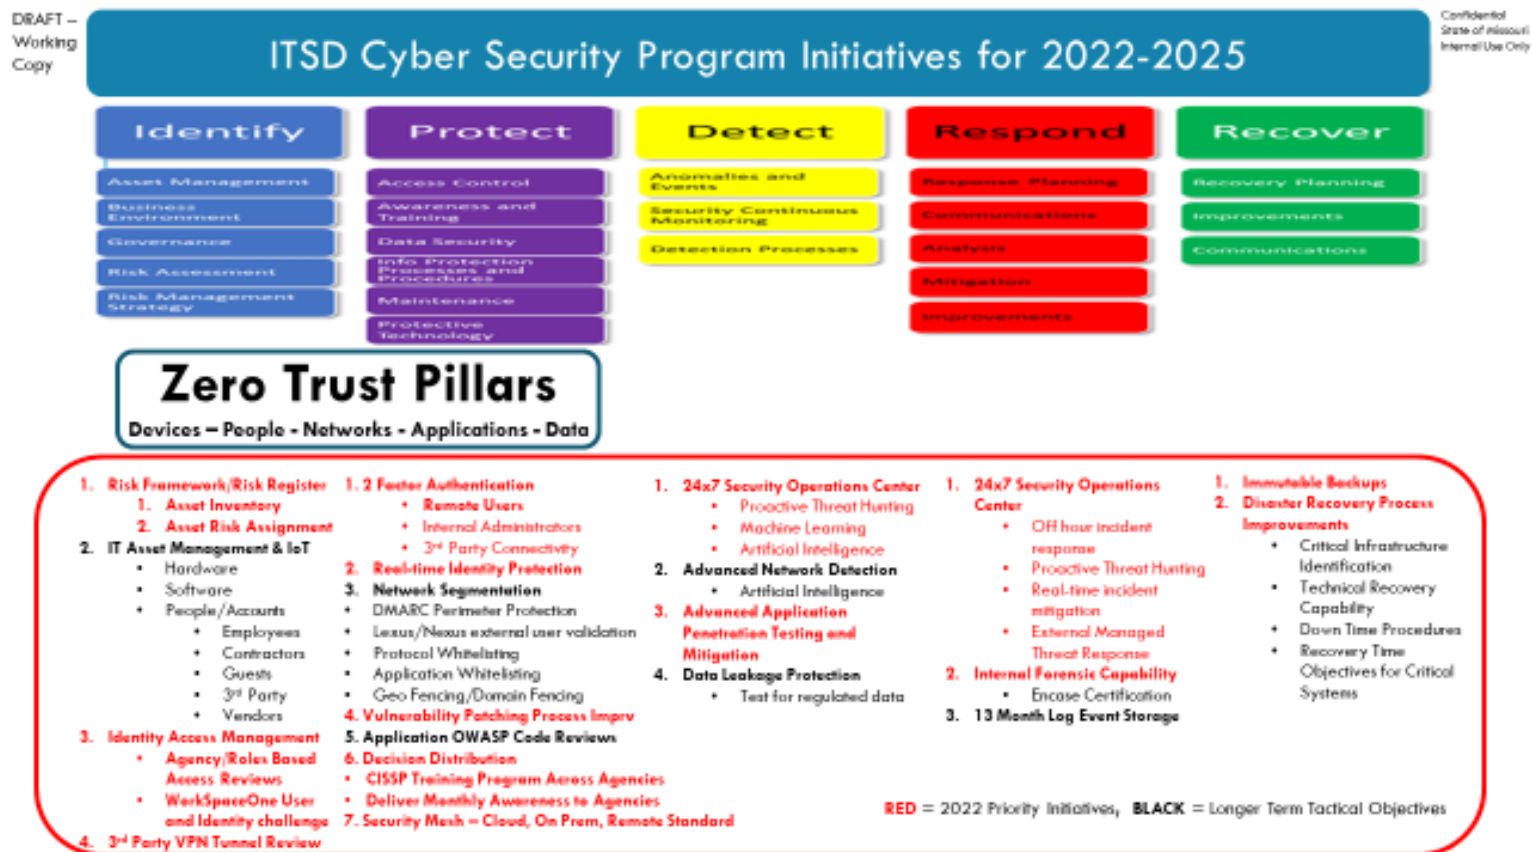 DRAFT –
Working
Copy
ITSD Cyber Security Program Initiatives for 2022-2025
Confidential
State of Missouri
Internal Use Only
Identify
Asset Management
Business
Environment
Governance
Risk Assessment
Risk Management
Strategy
Protect
Access Control
Awareness and
Training
Data Security
Info Protection
Processes and
Procedures
Maintenance
Protective
Technology
Detect
Anomalies and
Events
Security Continuous
Monitoring
Detection Processes
Respond
Response Planning
Communications
Analysis
Mitigation
Improvements
Recover
Recovery Planning
Improvements
Communications
Zero Trust Pillars
Devices – People - Networks - Applications - Data
1. Risk Framework/Risk Register
1. Asset Inventory
2. Asset Risk Assignment
2. IT Asset Management & IoT
• Hardware
• Software
• People/Accounts
• Employees
• Contractors
• Guests
• 3rd Party
• Vendors
3. Identity Access Management
• Agency/Roles Based
Access Reviews
• WorkSpaceOne User
and Identity challenge
4. 3rd Party VPN Tunnel Review
1. 2 Factor Authentication
• Remote Users
• Internal Administrators
• 3rd Party Connectivity
2. Real-time Identity Protection
3. Network Segmentation
• DMARC Perimeter Protection
• Lexus/Nexus external user validation
• Protocol Whitelisting
• Application Whitelisting
• Geo Fencing/Domain Fencing
4. Vulnerability Patching Process Imprv
5. Application OWASP Code Reviews
6. Decision Distribution
• CISSP Training Program Across Agencies
• Deliver Monthly Awareness to Agencies
7. Security Mesh – Cloud, On Prem, Remote Standard
1. 24x7 Security Operations Center
• Proactive Threat Hunting
• Machine Learning
• Artificial Intelligence
2. Advanced Network Detection
• Artificial Intelligence
3. Advanced Application
Penetration Testing and
Mitigation
4. Data Leakage Protection
• Test for regulated data
1. 24x7 Security Operations
Center
• Off hour incident
response
• Proactive Threat Hunting
• Real-time incident
mitigation
• External Managed
Threat Response
2. Internal Forensic Capability
• Encase Certification
3. 13 Month Log Event Storage
1. Immutable Backups
2. Disaster Recovery Process
Improvements
• Critical Infrastructure
Identification
• Technical Recovery
Capability
• Down Time Procedures
• Recovery Time
Objectives for Critical
Systems
RED = 2022 Priority Initiatives, BLACK = Longer Term Tactical Objectives